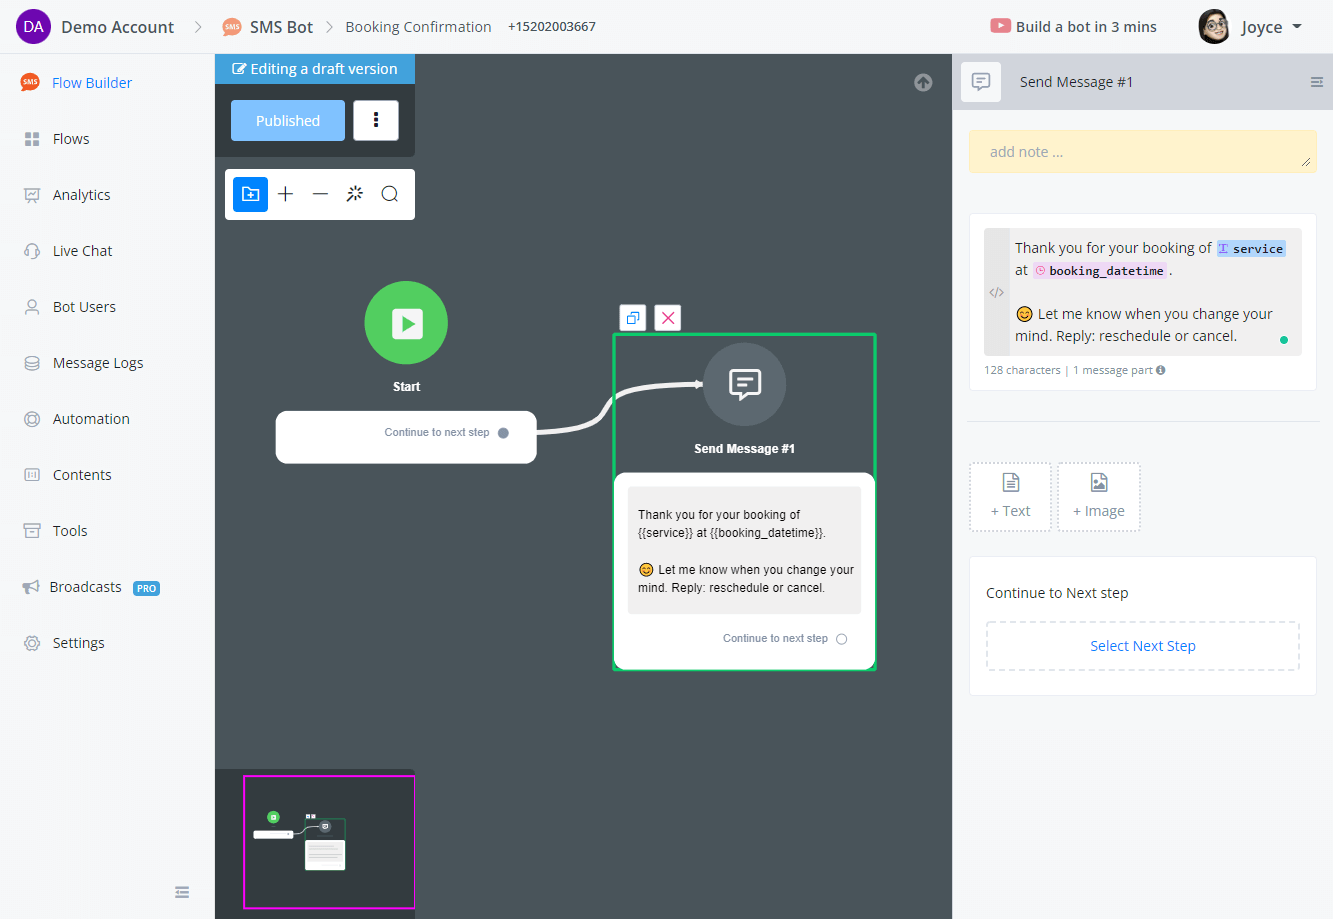 DA Demo Account SMS SMS Bot Booking Confirmation +15202003667 Build a bot in 3 mins Joyce
SMS Flow Builder
Flows
Analytics
Live Chat
Bot Users
Message Logs
Automation
Contents
Tools
Broadcasts PRO
Settings
Editing a draft version
Published
Start
Continue to next step
Send Message #1
Thank you for your booking of
{{service}} at {{booking_datetime}}.
😊 Let me know when you change your
mind. Reply: reschedule or cancel.
Continue to next step
Send Message #1
add note ...
Thank you for your booking of T service
at booking_datetime .
</>
😊 Let me know when you change your
mind. Reply: reschedule or cancel.
128 characters | 1 message part
+ Text
+ Image
Continue to Next step
Select Next Step